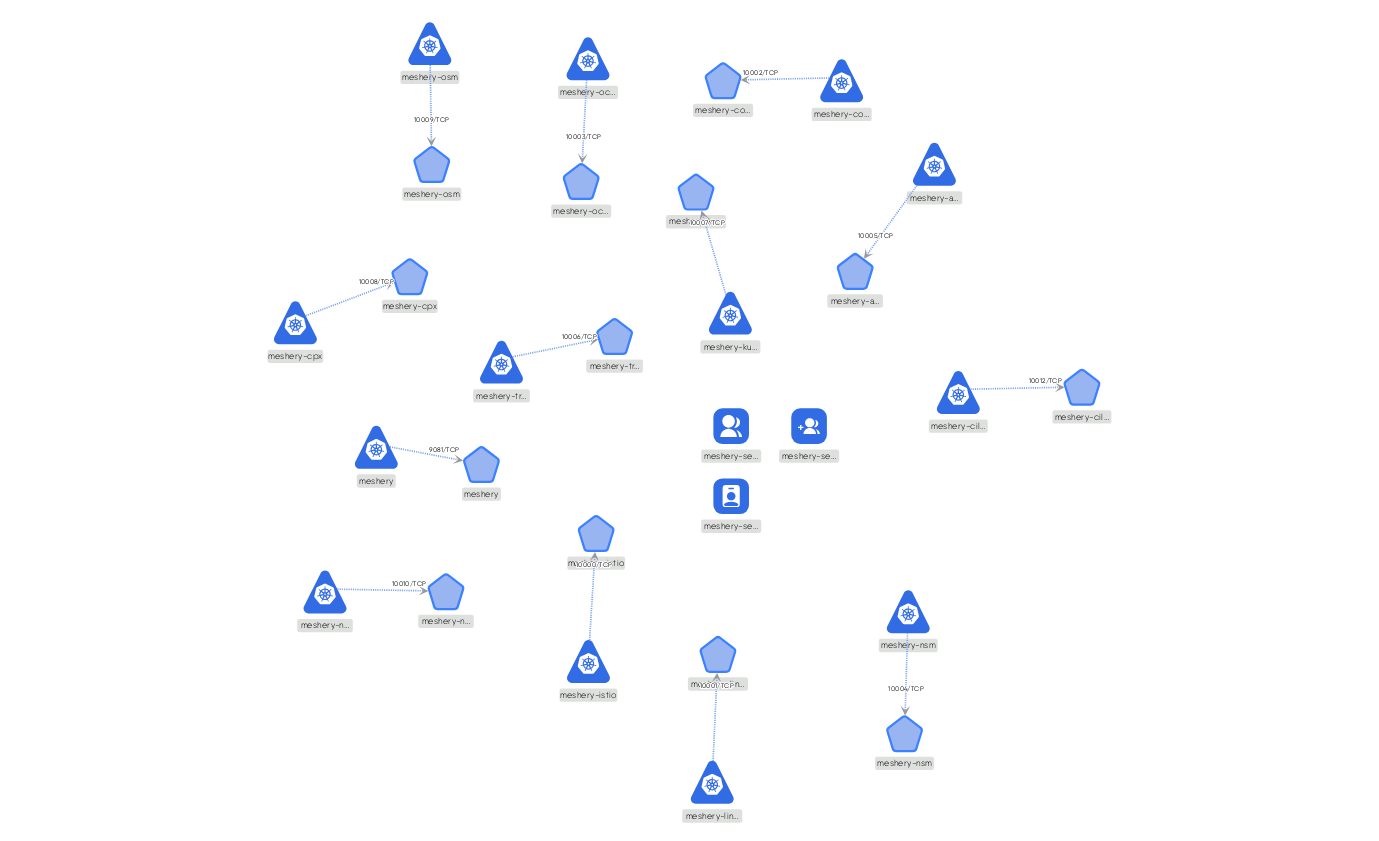 meshery-osm
10009/TCP
meshery-osm
meshery-oc...
10003/TCP
meshery-oc...
10002/TCP
meshery-co...
meshery-co...
meshery-a...
10005/TCP
meshery-a...
10007/TCP
meshery-ku...
10008/TCP
meshery-cpx
meshery-cpx
10006/TCP
meshery-tr...
meshery-tr...
10012/TCP
meshery-cil...
meshery-cil...
meshery-se...
meshery-se...
meshery-se...
9081/TCP
meshery
meshery
10000/TCP
meshery-istio
10010/TCP
meshery-n...
meshery-n...
10001/TCP
meshery-lin...
meshery-nsm
10004/TCP
meshery-nsm